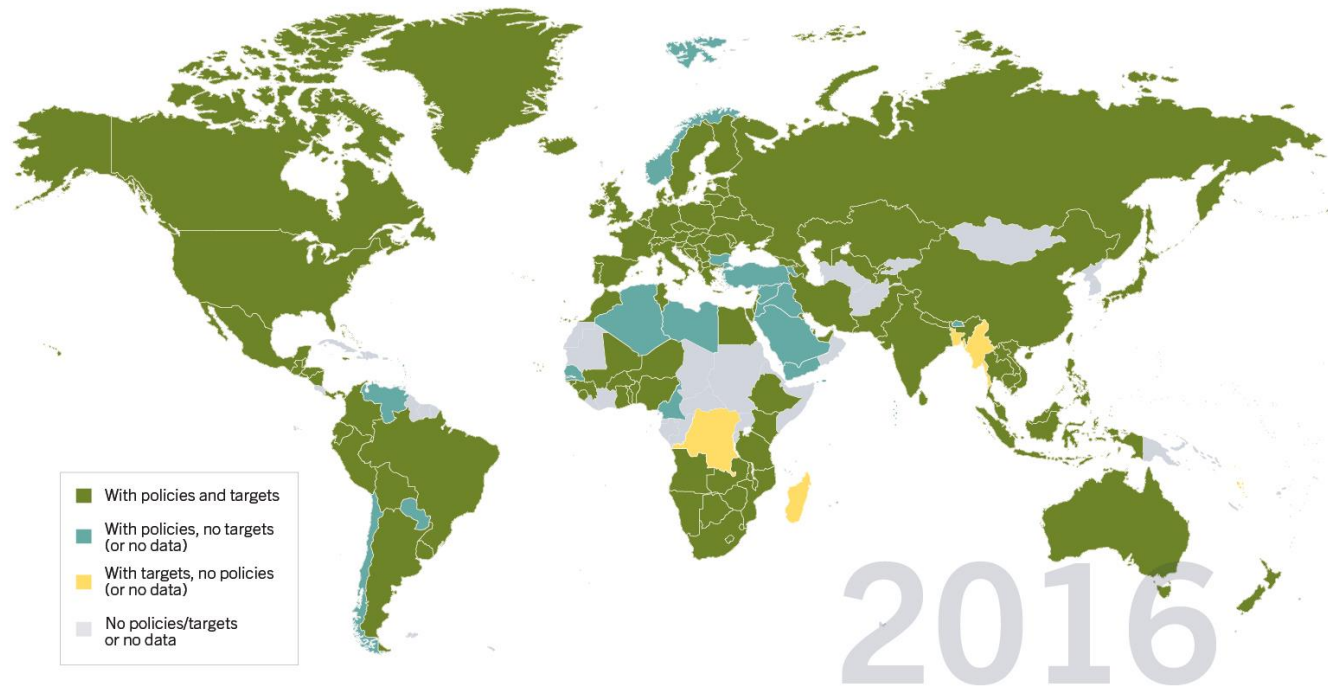 With policies and targets
With policies, no targets
(or no data)
With targets, no policies
(or no data)
No policies/targets
or no data
2016